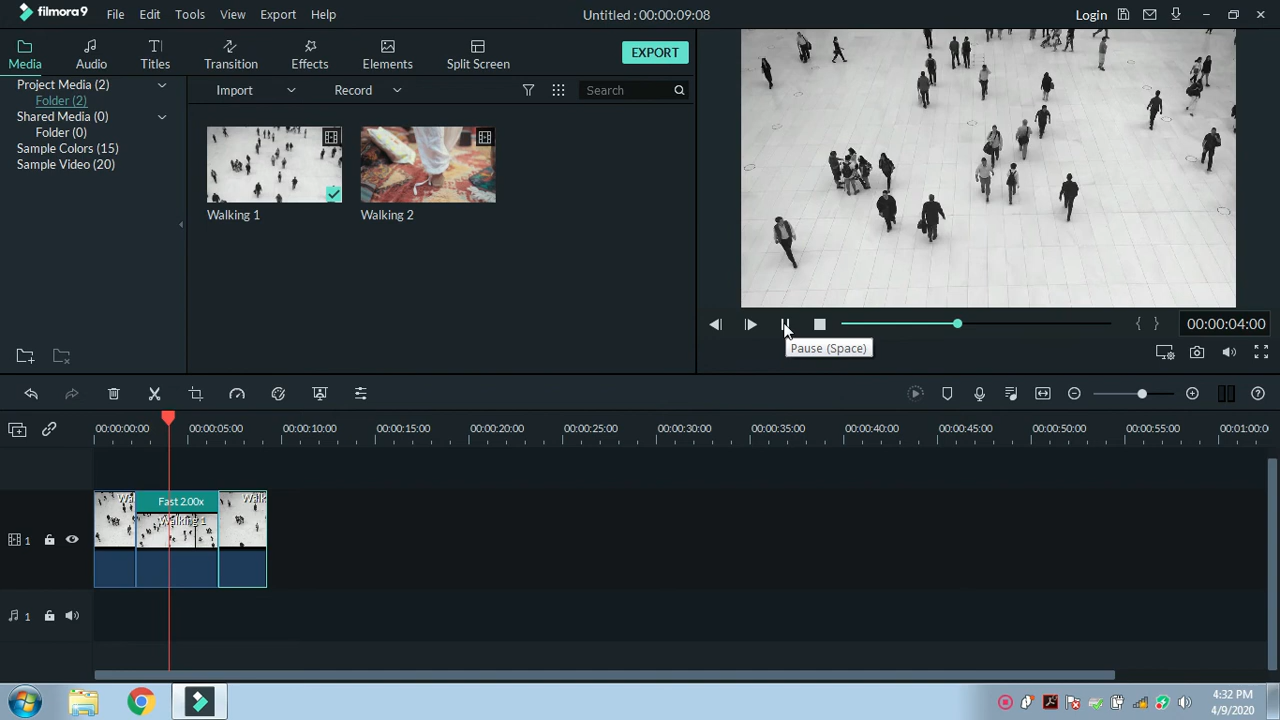 filmora9 File Edit Tools View Export Help Untitled : 00:00:09:08 Login
Media Audio Titles Transition Effects Elements Split Screen EXPORT
Project Media (2)
Folder (2)
Shared Media (0)
Folder (0)
Sample Colors (15)
Sample Video (20)
Import Record Search
Walking 1 Walking 2
00:00:04:00
Pause (Space)
00:00:00:00 00:00:05:00 00:00:10:00 00:00:15:00 00:00:20:00 00:00:25:00 00:00:30:00 00:00:35:00 00:00:40:00 00:00:45:00 00:00:50:00 00:00:55:00 00:01:00:0
Wa Fast 2.00x Walk
Walking 1
1
1
4:32 PM
4/9/2020